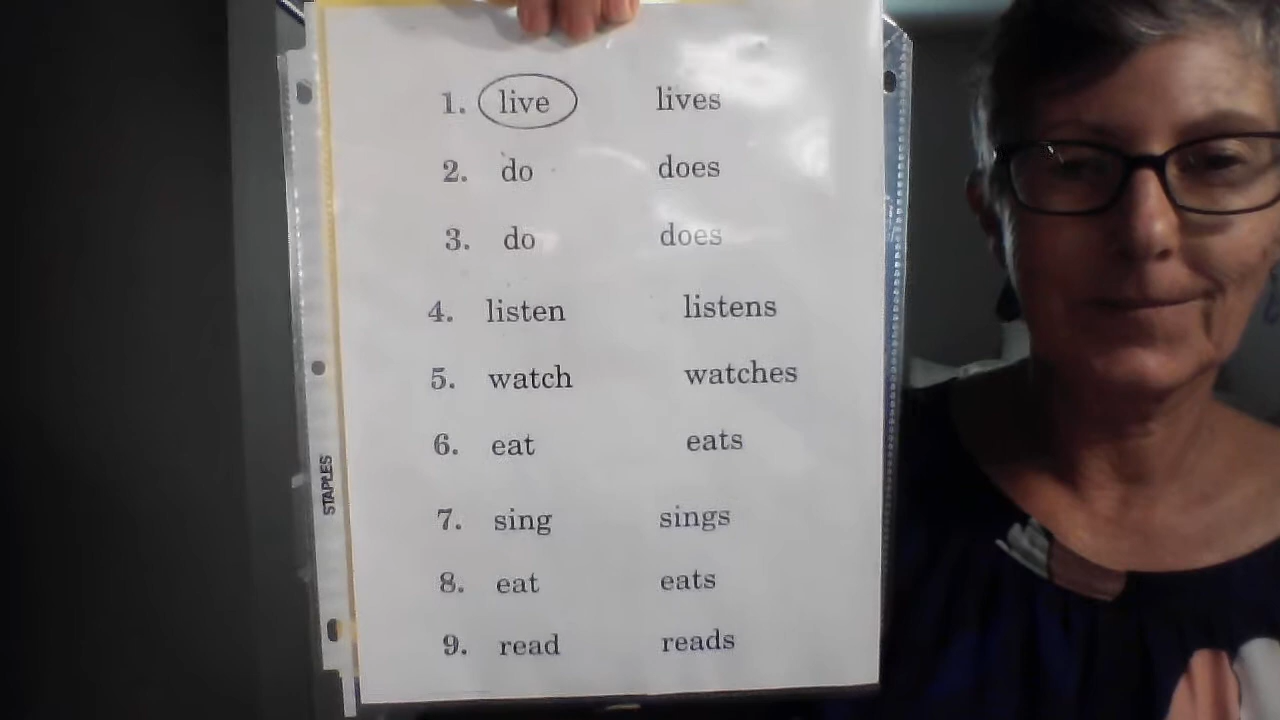 1. live lives
2. do does
3. do does
4. listen listens
5. watch watches
6. eat eats
7. sing sings
8. eat eats
9. read reads
STAPLES